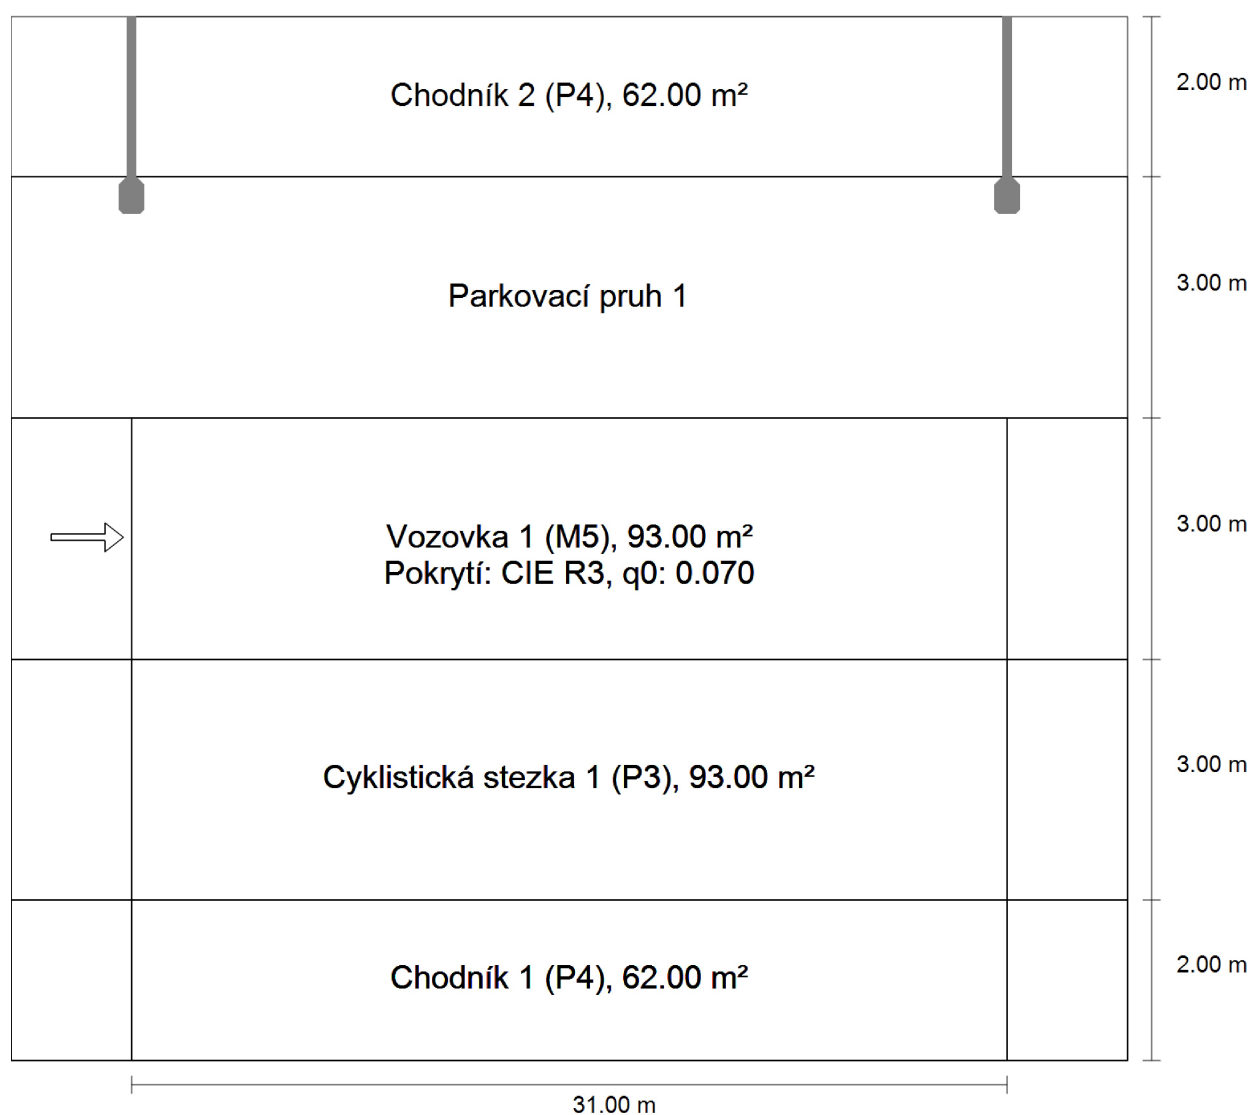 Chodník 2 (P4), 62.00 m²
2.00 m
Parkovací pruh 1
3.00 m
Vozovka 1 (M5), 93.00 m²
Pokrytí: CIE R3, q0: 0.070
3.00 m
Cyklistická stezka 1 (P3), 93.00 m²
3.00 m
Chodník 1 (P4), 62.00 m²
2.00 m
31.00 m